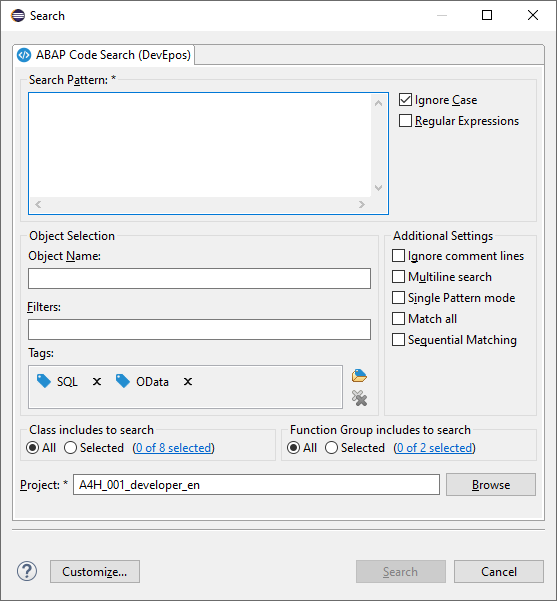 Search
ABAP Code Search (DevEpos)
Search Pattern: *
Ignore Case
Regular Expressions
Object Selection
Object Name:
Filters:
Tags:
SQL
OData
Additional Settings
Ignore comment lines
Multiline search
Single Pattern mode
Match all
Sequential Matching
Class includes to search
All Selected (0 of 8 selected)
Function Group includes to search
All Selected (0 of 2 selected)
Project: * A4H_001_developer_en Browse
? Customize... Search Cancel